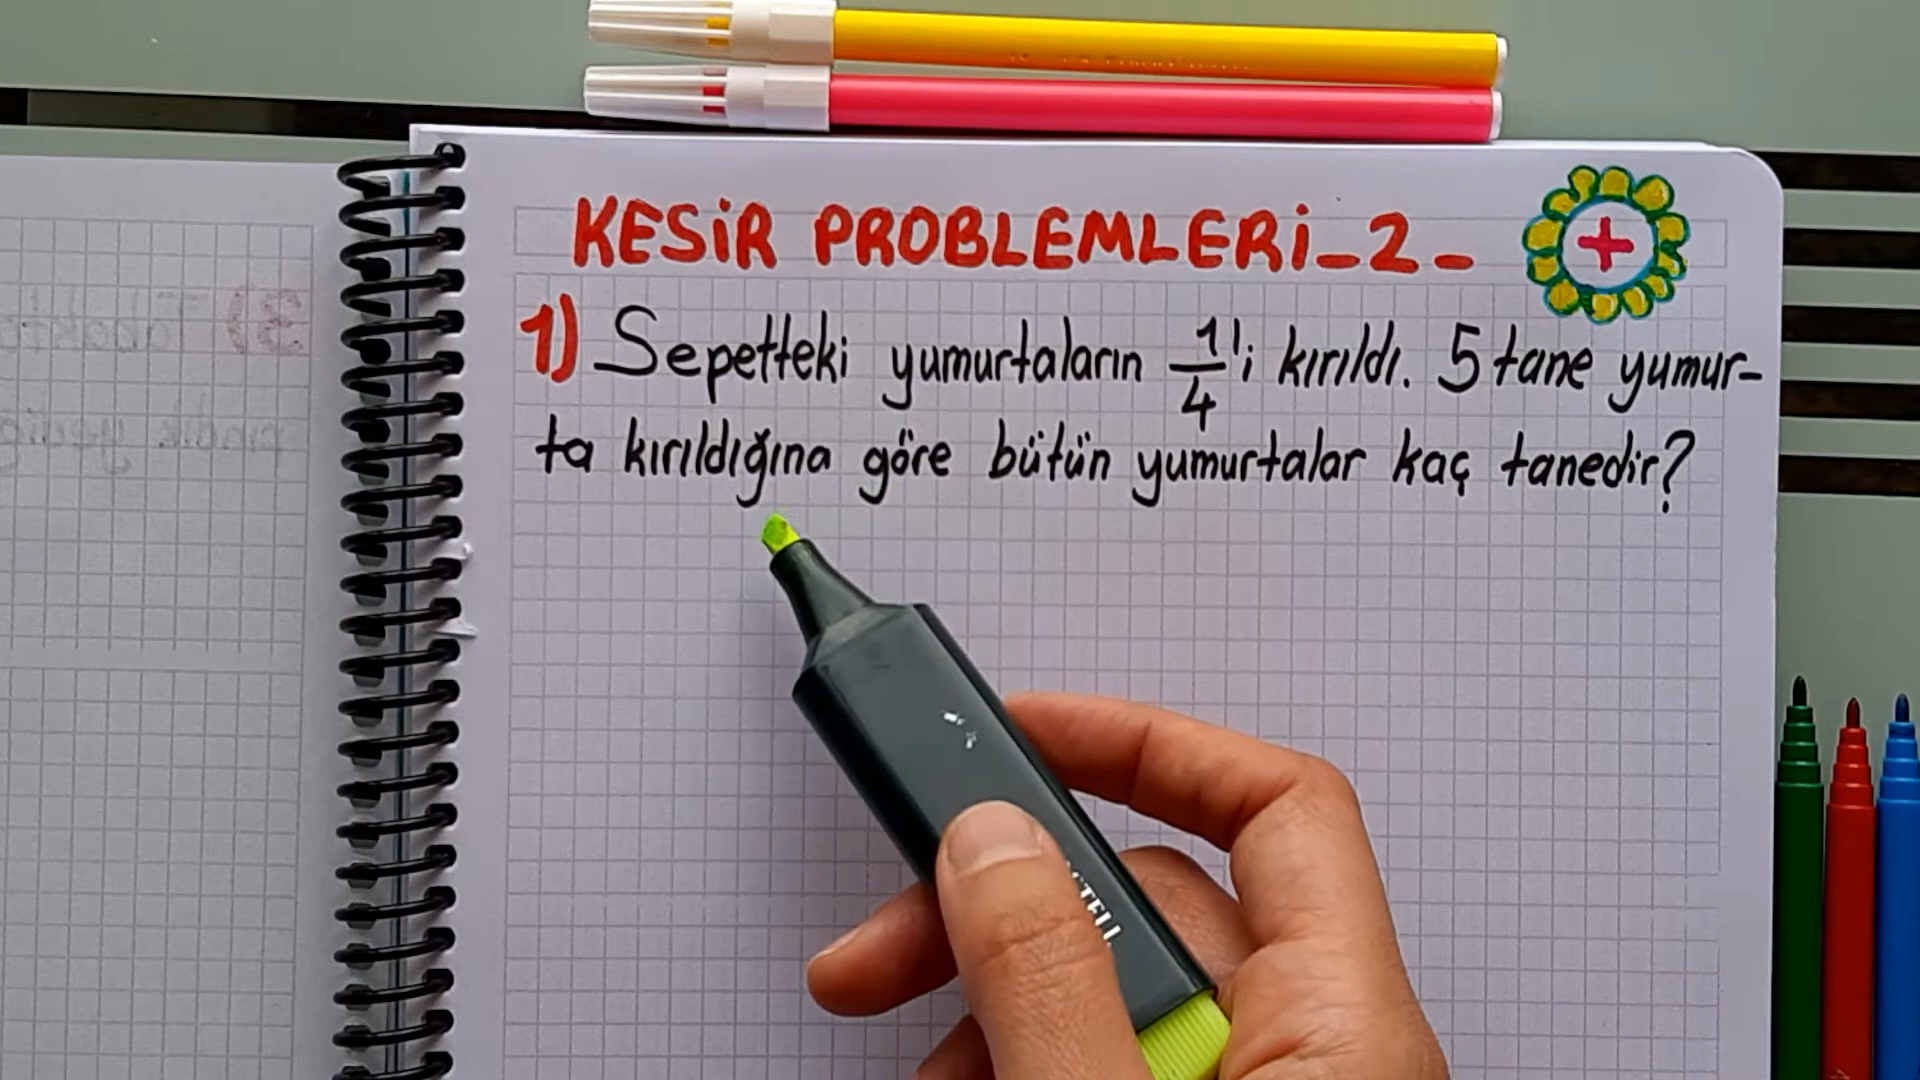 KESİR PROBLEMLERİ_2_
1) Sepetteki yumurtaların 1/4'i kırıldı. 5 tane yumur-
ta kırıldığına göre bütün yumurtalar kaç tanedir?